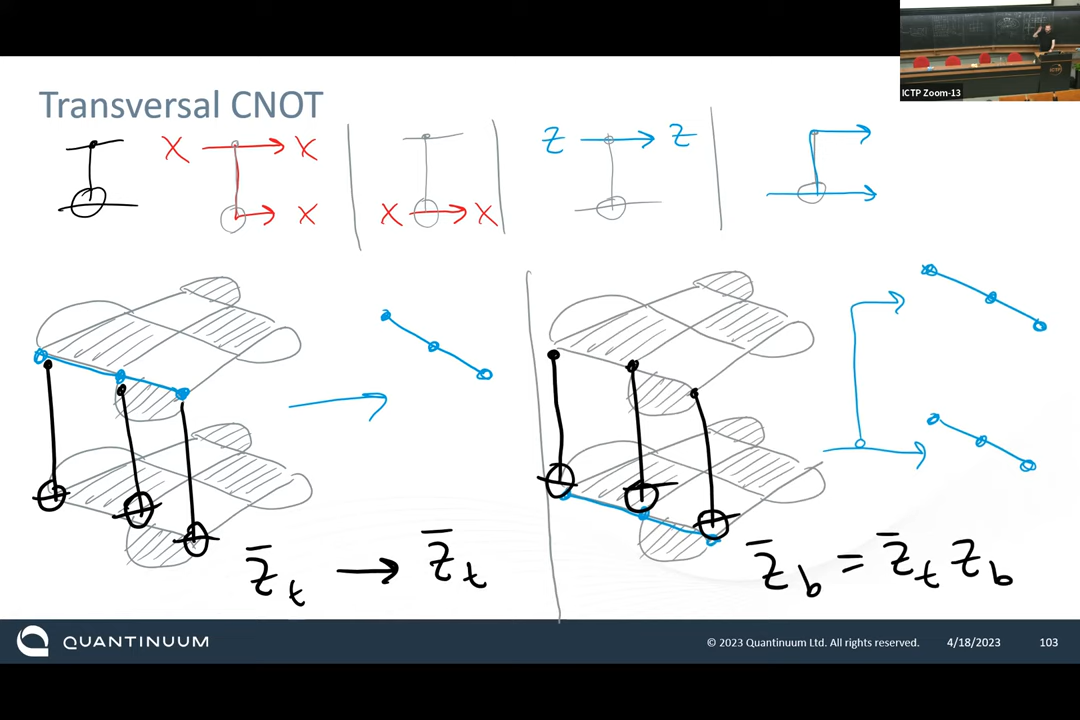 ICTP Zoom-13
Transversal CNOT
X X Z Z
X X X
Z̄t → Z̄t
Z̄b = Z̄t Zb
QUANTINUUM
© 2023 Quantinuum Ltd. All rights reserved. 4/18/2023 103